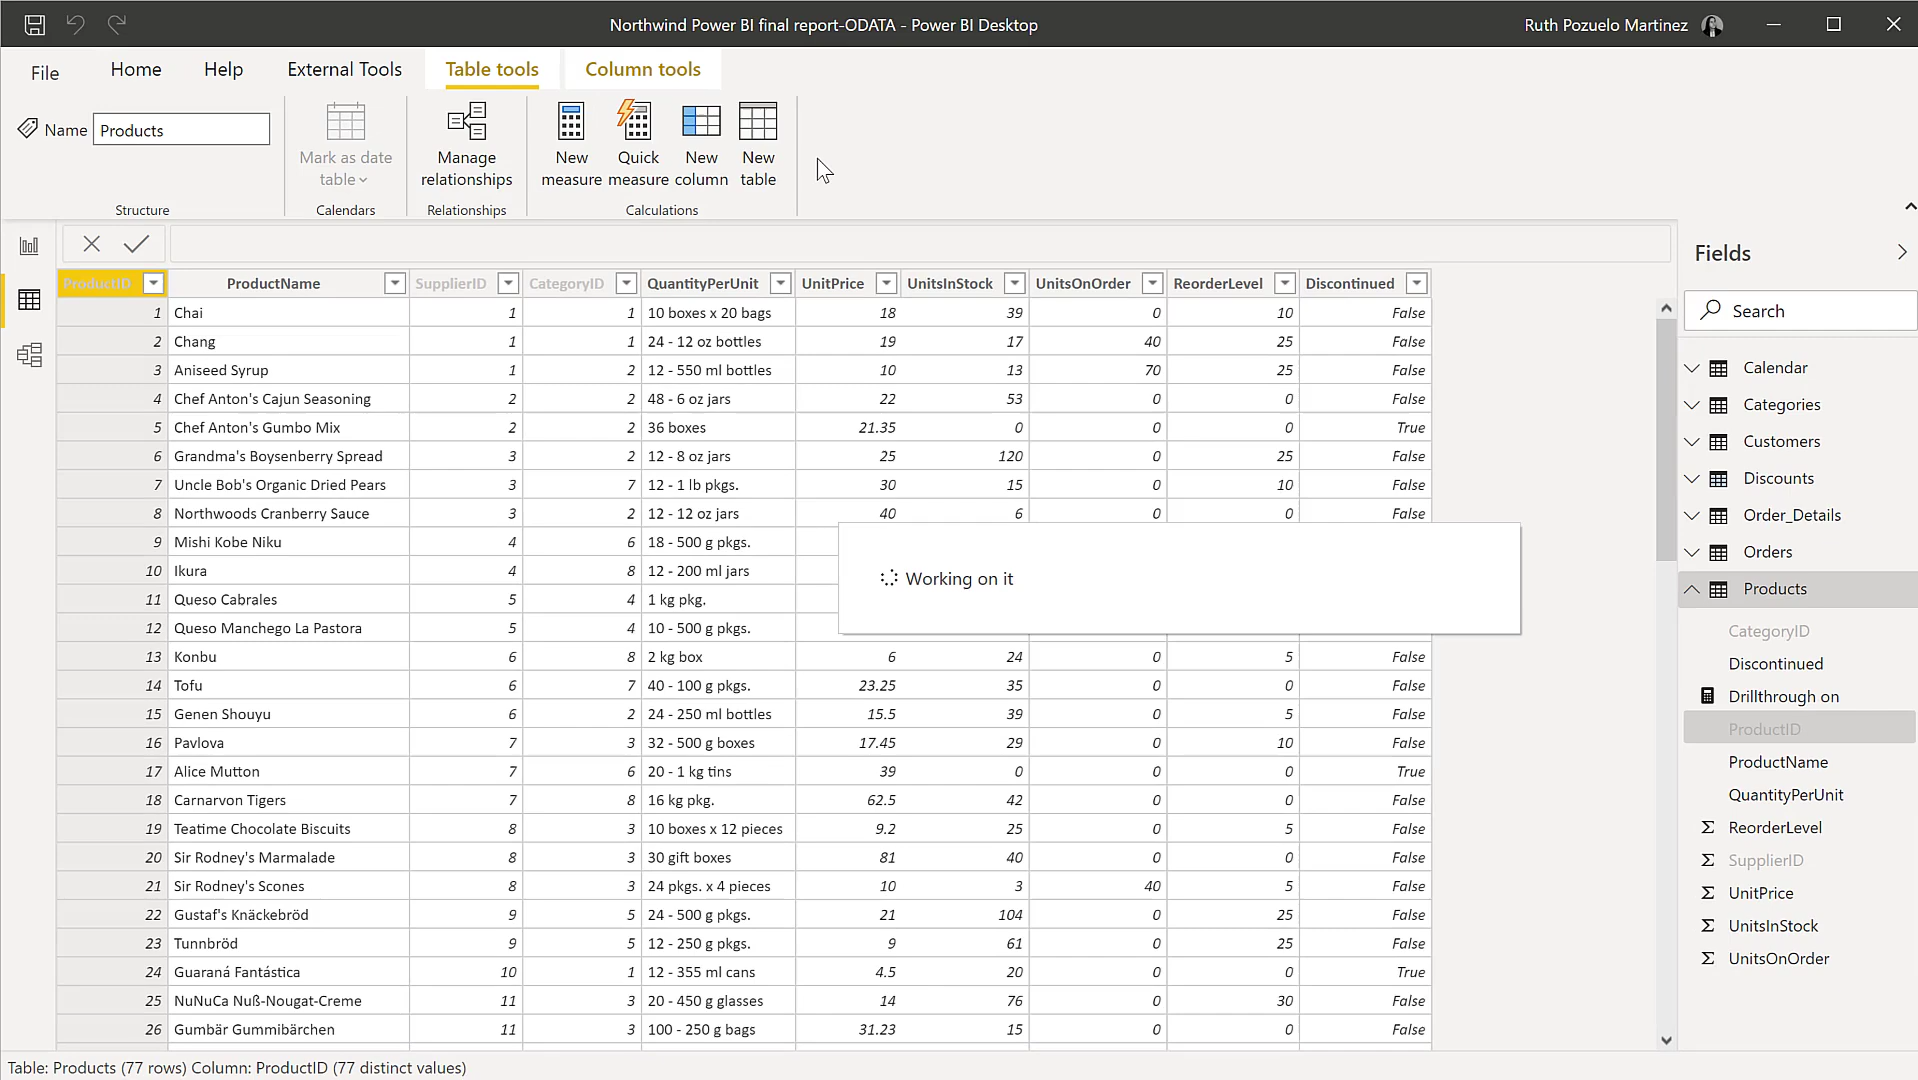 Northwind Power BI final report-ODATA - Power BI Desktop
Ruth Pozuelo Martinez
File Home Help External Tools Table tools Column tools
Name Products
Mark as date table
Manage relationships
New measure
Quick measure
New column
New table
Structure Calendars Relationships Calculations
ProductID ProductName SupplierID CategoryID QuantityPerUnit UnitPrice UnitsInStock UnitsOnOrder ReorderLevel Discontinued
1 Chai 1 1 10 boxes x 20 bags 18 39 0 10 False
2 Chang 1 1 24 - 12 oz bottles 19 17 40 25 False
3 Aniseed Syrup 1 2 12 - 550 ml bottles 10 13 70 25 False
4 Chef Anton's Cajun Seasoning 2 2 48 - 6 oz jars 22 53 0 0 False
5 Chef Anton's Gumbo Mix 2 2 36 boxes 21.35 0 0 0 True
6 Grandma's Boysenberry Spread 3 2 12 - 8 oz jars 25 120 0 25 False
7 Uncle Bob's Organic Dried Pears 3 7 12 - 1 lb pkgs. 30 15 0 10 False
8 Northwoods Cranberry Sauce 3 2 12 - 12 oz jars 40 6 0 0 False
9 Mishi Kobe Niku 4 6 18 - 500 g pkgs.
10 Ikura 4 8 12 - 200 ml jars
11 Queso Cabrales 5 4 1 kg pkg.
12 Queso Manchego La Pastora 5 4 10 - 500 g pkgs.
Working on it
13 Konbu 6 8 2 kg box 6 24 0 5 False
14 Tofu 6 7 40 - 100 g pkgs. 23.25 35 0 0 False
15 Genen Shouyu 6 2 24 - 250 ml bottles 15.5 39 0 5 False
16 Pavlova 7 3 32 - 500 g boxes 17.45 29 0 10 False
17 Alice Mutton 7 6 20 - 1 kg tins 39 0 0 0 True
18 Carnarvon Tigers 7 8 16 kg pkg. 62.5 42 0 0 False
19 Teatime Chocolate Biscuits 8 3 10 boxes x 12 pieces 9.2 25 0 5 False
20 Sir Rodney's Marmalade 8 3 30 gift boxes 81 40 0 0 False
21 Sir Rodney's Scones 8 3 24 pkgs. x 4 pieces 10 3 40 5 False
22 Gustaf's Knäckebröd 9 5 24 - 500 g pkgs. 21 104 0 25 False
23 Tunnbröd 9 5 12 - 250 g pkgs. 9 61 0 25 False
24 Guaraná Fantástica 10 1 12 - 355 ml cans 4.5 20 0 0 True
25 NuNuCa Nuß-Nougat-Creme 11 3 20 - 450 g glasses 14 76 0 30 False
26 Gumbär Gummibärchen 11 3 100 - 250 g bags 31.23 15 0 0 False
Fields
Search
Calendar
Categories
Customers
Discounts
Order_Details
Orders
Products
CategoryID
Discontinued
Drillthrough on
ProductID
ProductName
QuantityPerUnit
ReorderLevel
SupplierID
UnitPrice
UnitsInStock
UnitsOnOrder
Table: Products (77 rows) Column: ProductID (77 distinct values)